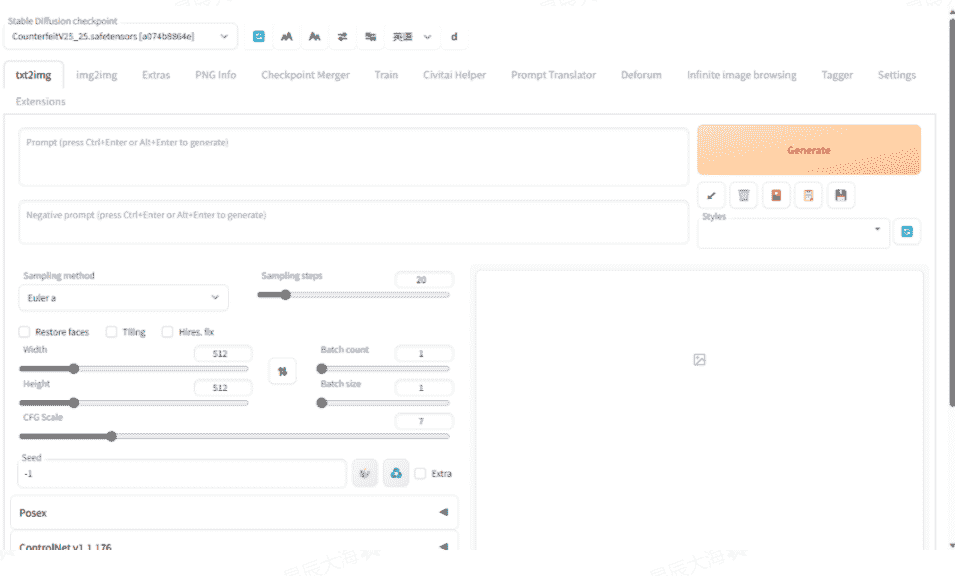 Stable Diffusion checkpoint
CounterfeitV25_25.safetensors [a074b8864e]
英語
d
txt2img img2img Extras PNG Info Checkpoint Merger Train Civitai Helper Prompt Translator Deforum Infinite image browsing Tagger Settings
Extensions
Prompt (press Ctrl+Enter or Alt+Enter to generate)
Generate
Negative prompt (press Ctrl+Enter or Alt+Enter to generate)
Styles
Sampling method
Euler a
Sampling steps
20
Restore faces Tiling Hires. fix
Width
512
Batch count
1
Height
512
Batch size
1
CFG Scale
7
Seed
-1
Extra
Posex
ControlNet v1.1.176